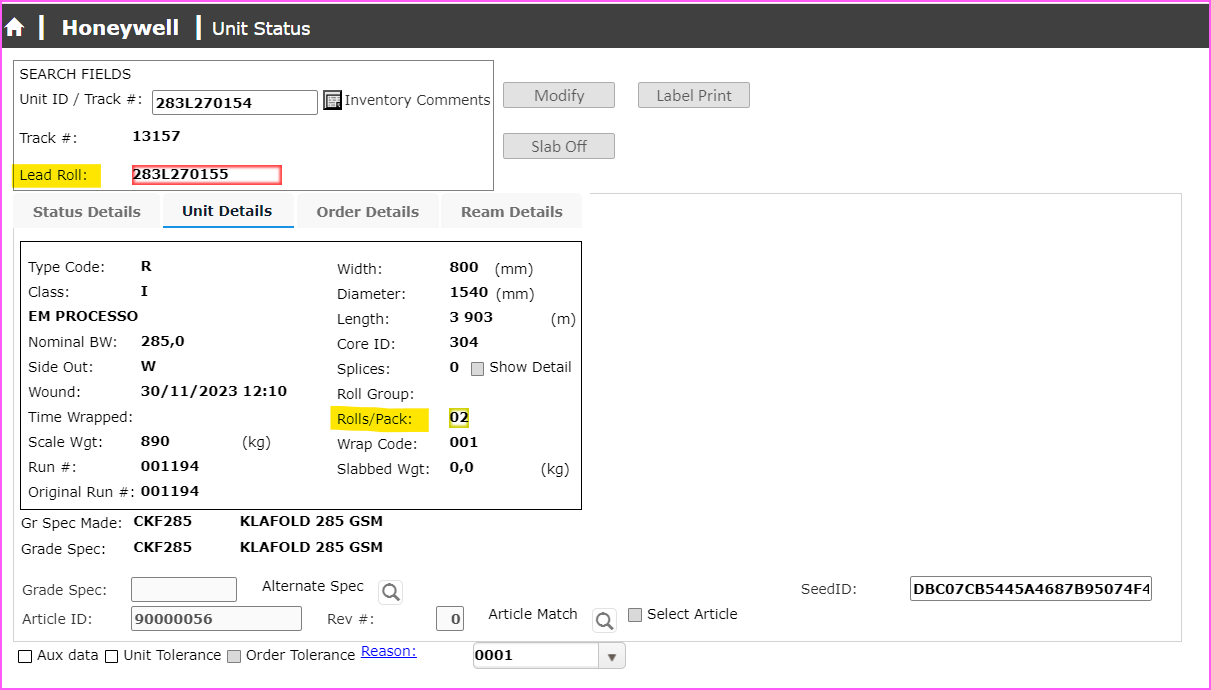 Honeywell Unit Status
SEARCH FIELDS
Unit ID / Track #: 283L270154 Inventory Comments
Modify Label Print
Track #: 13157
Slab Off
Lead Roll: 283L270155
Status Details Unit Details Order Details Ream Details
Type Code: R Width: 800 (mm)
Class: I Diameter: 1540 (mm)
EM PROCESSO Length: 3 903 (m)
Nominal BW: 285,0 Core ID: 304
Side Out: W Splices: 0 Show Detail
Wound: 30/11/2023 12:10 Roll Group:
Time Wrapped: Rolls/Pack: 02
Scale Wgt: 890 (kg) Wrap Code: 001
Run #: 001194 Slabbed Wgt: 0,0 (kg)
Original Run #: 001194
Gr Spec Made: CKF285 KLAFOLD 285 GSM
Grade Spec: CKF285 KLAFOLD 285 GSM
Grade Spec: Alternate Spec SeedID: DBC07CB5445A4687B95074F4
Article ID: 90000056 Rev #: 0 Article Match Select Article
Aux data Unit Tolerance Order Tolerance Reason: 0001